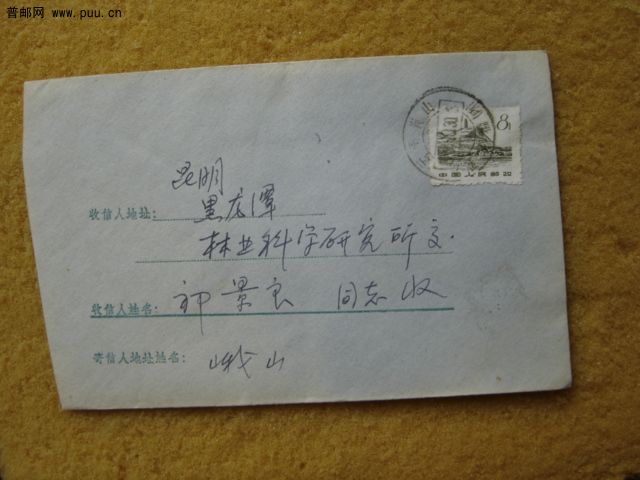 普邮网 www.puu.cn
8分
中国人民邮政
昆明
收信人地址: 黑龙潭
林业科学研究所交
收信人姓名: 祁景良 同志收
寄信人地址姓名: 峨山